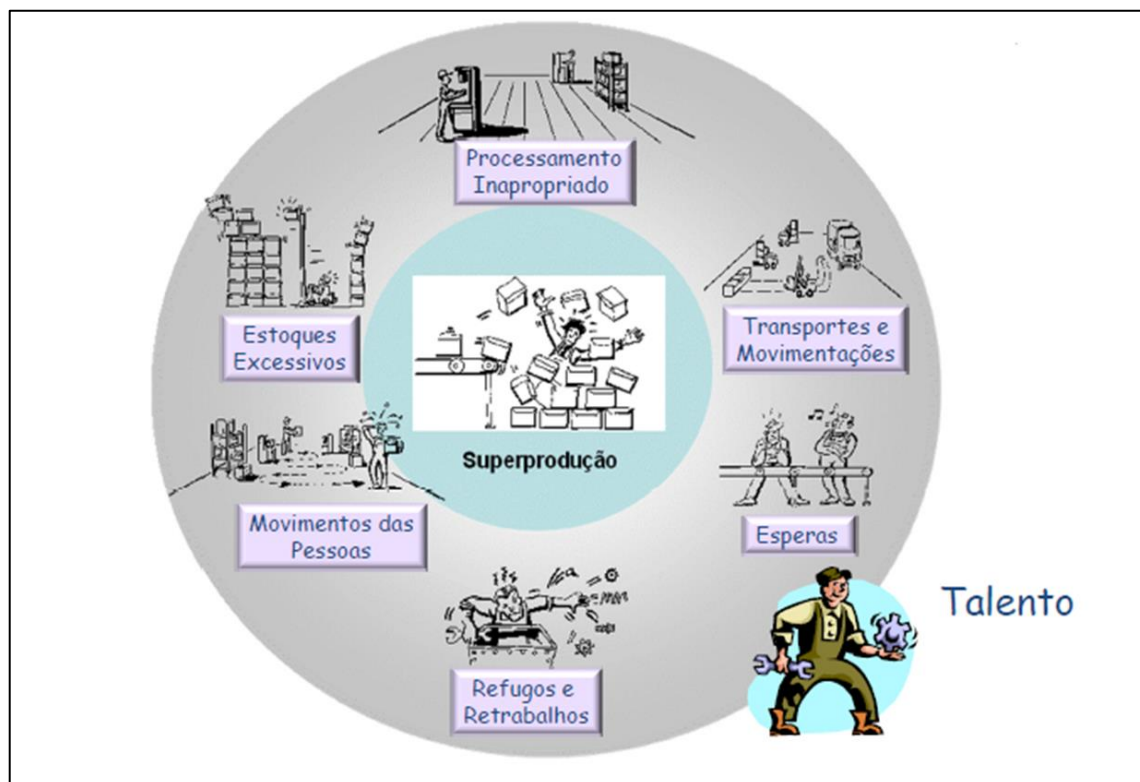 Processamento
Inapropriado
Estoques
Excessivos
Transportes e
Movimentações
Superprodução
Movimentos das
Pessoas
Esperas
Talento
Refugos e
Retrabalhos